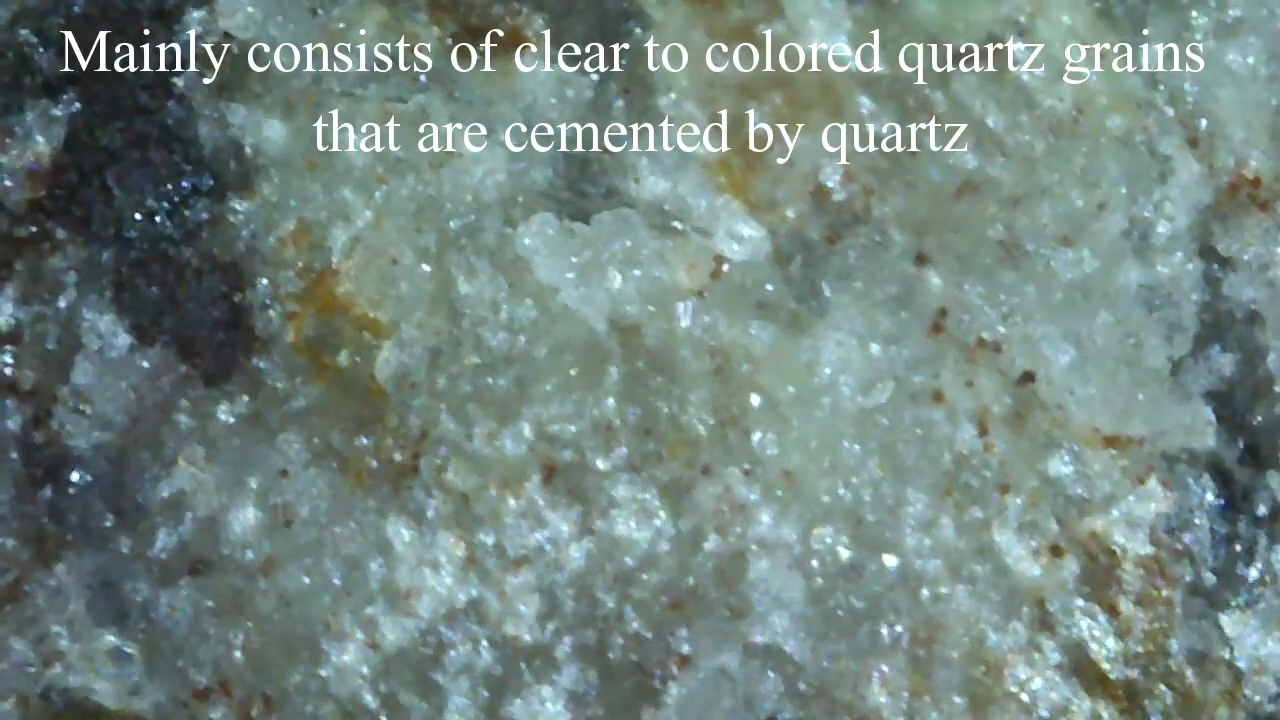 Mainly consists of clear to colored quartz grains
that are cemented by quartz